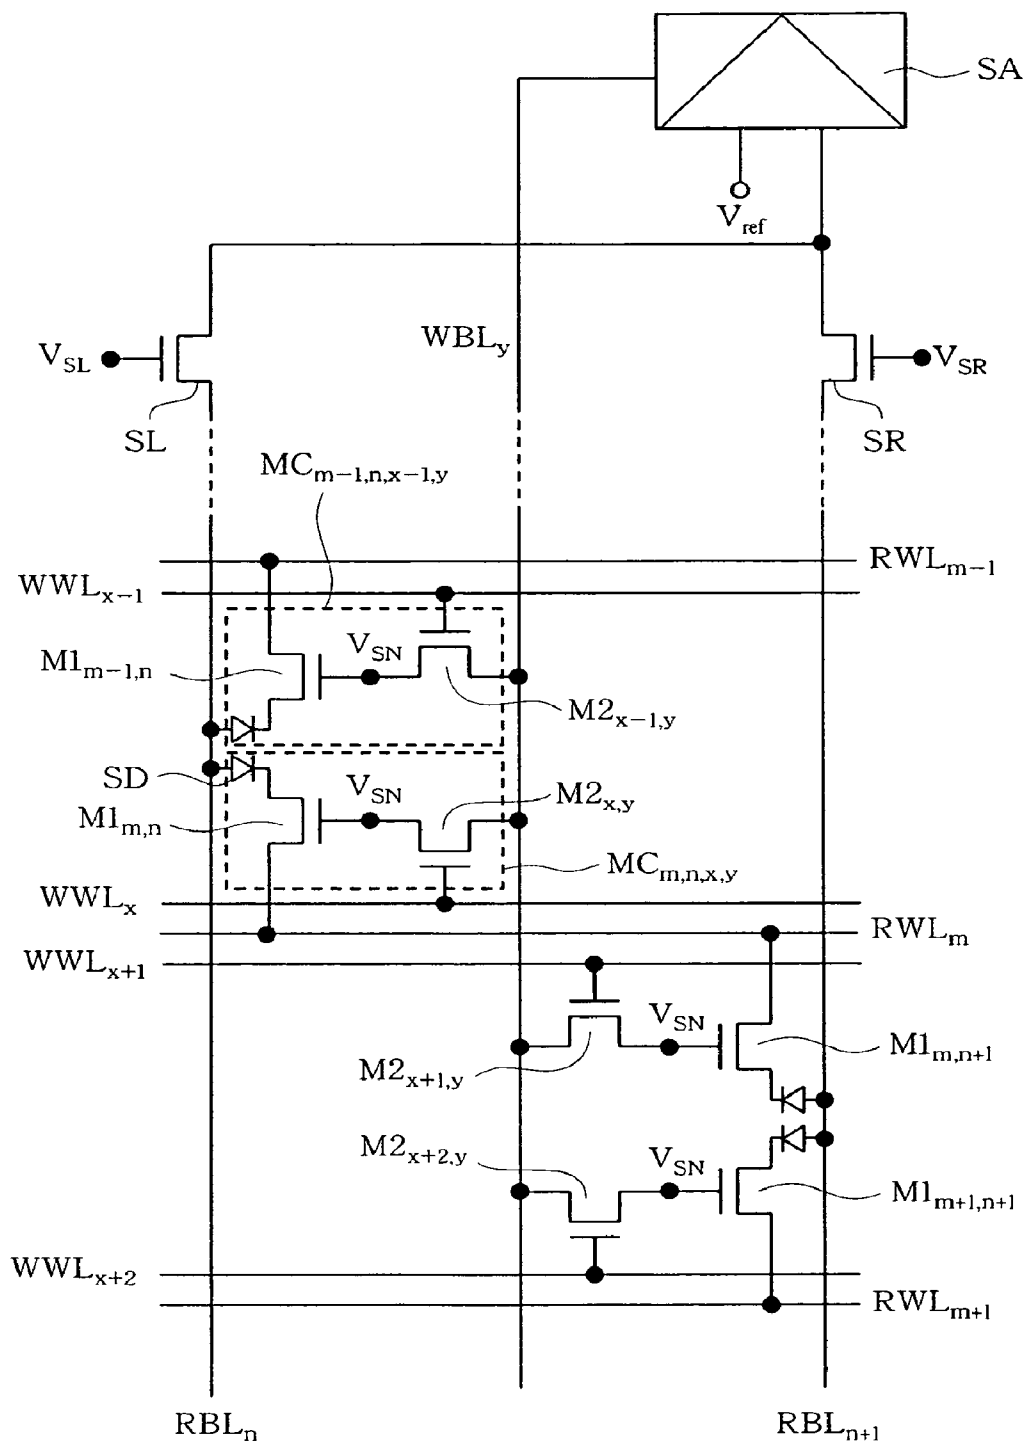 SA
V_ref
WBL_y
V_SL
V_SR
SL
SR
MC_m−1,n,x−1,y
RWL_m−1
WWL_x−1
V_SN
M1_m−1,n
M2_x−1,y
SD
V_SN
M2_x,y
M1_m,n
MC_m,n,x,y
WWL_x
RWL_m
WWL_x+1
V_SN
M1_m,n+1
M2_x+1,y
M2_x+2,y
V_SN
M1_m+1,n+1
WWL_x+2
RWL_m+1
RBL_n
RBL_n+1